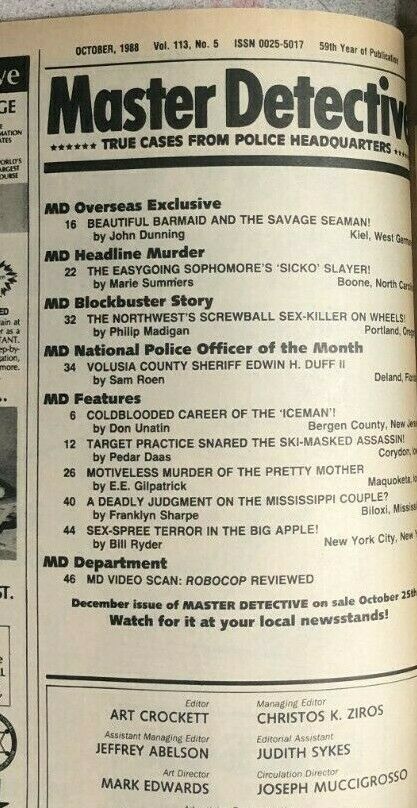 OCTOBER, 1988 Vol. 113, No. 5 ISSN 0025-5017 59th Year of Publication
Master Detective
****** TRUE CASES FROM POLICE HEADQUARTERS
MD Overseas Exclusive
16 BEAUTIFUL BARMAID AND THE SAVAGE SEAMAN!
by John Dunning Kiel, West Germ
MD Headline Murder
22 THE EASYGOING SOPHOMORE'S 'SICKO' SLAYER!
by Marie Summers Boone, North Carolin
MD Blockbuster Story
32 THE NORTHWEST'S SCREWBALL SEX-KILLER ON WHEELS!
by Philip Madigan Portland, Oreg
MD National Police Officer of the Month
34 VOLUSIA COUNTY SHERIFF EDWIN H. DUFF II
by Sam Roen Deland, Flori
MD Features
6 COLDBLOODED CAREER OF THE 'ICEMAN'!
by Don Unatin Bergen County, New Jers
12 TARGET PRACTICE SNARED THE SKI-MASKED ASSASSIN!
by Pedar Daas Corydon, Iow
26 MOTIVELESS MURDER OF THE PRETTY MOTHER
by E.E. Gilpatrick Maquoketa, Io
40 A DEADLY JUDGMENT ON THE MISSISSIPPI COUPLE?
by Franklyn Sharpe Biloxi, Mississi
44 SEX-SPREE TERROR IN THE BIG APPLE!
by Bill Ryder New York City, New Y
MD Department
46 MD VIDEO SCAN: ROBOCOP REVIEWED
December issue of MASTER DETECTIVE on sale October 25th
Watch for it at your local newsstands!
Editor
ART CROCKETT
Managing Editor
CHRISTOS K. ZIROS
Assistant Managing Editor
JEFFREY ABELSON
Editorial Assistant
JUDITH SYKES
Art Director
MARK EDWARDS
Circulation Director
JOSEPH MUCCIGROSSO